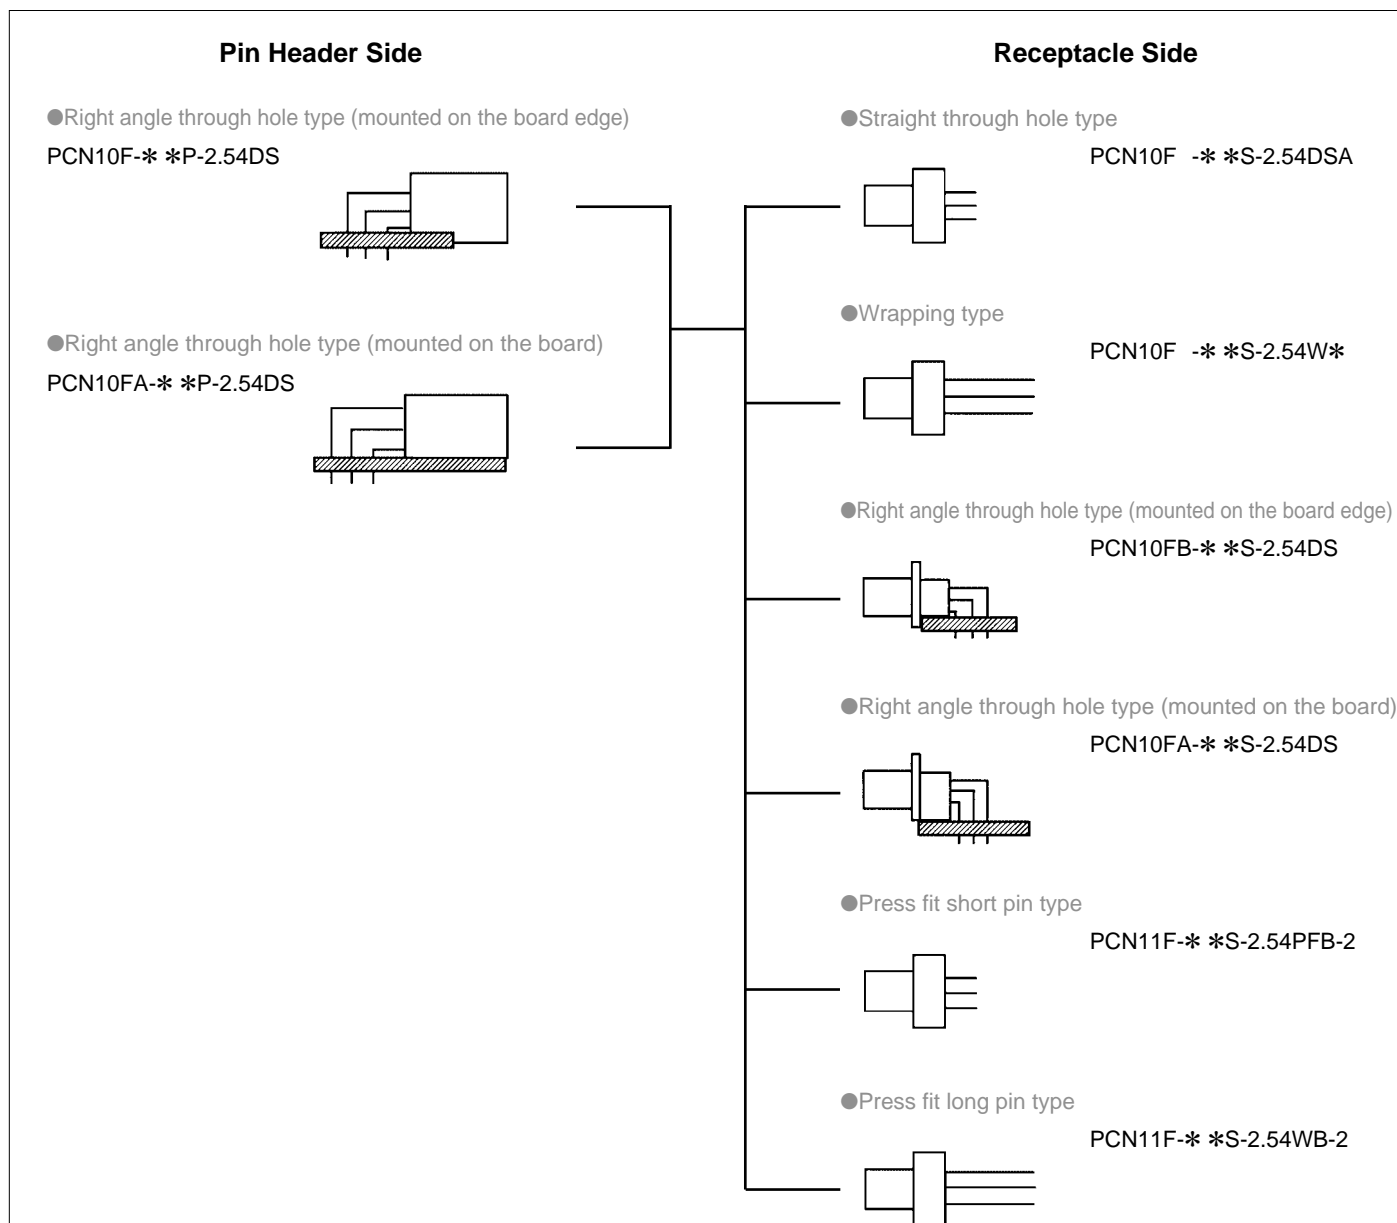 Pin Header Side
●Right angle through hole type (mounted on the board edge)
PCN10F-* *P-2.54DS
●Right angle through hole type (mounted on the board)
PCN10FA-* *P-2.54DS
Receptacle Side
●Straight through hole type
PCN10F -* *S-2.54DSA
●Wrapping type
PCN10F -* *S-2.54W*
●Right angle through hole type (mounted on the board edge)
PCN10FB-* *S-2.54DS
●Right angle through hole type (mounted on the board)
PCN10FA-* *S-2.54DS
●Press fit short pin type
PCN11F-* *S-2.54PFB-2
●Press fit long pin type
PCN11F-* *S-2.54WB-2